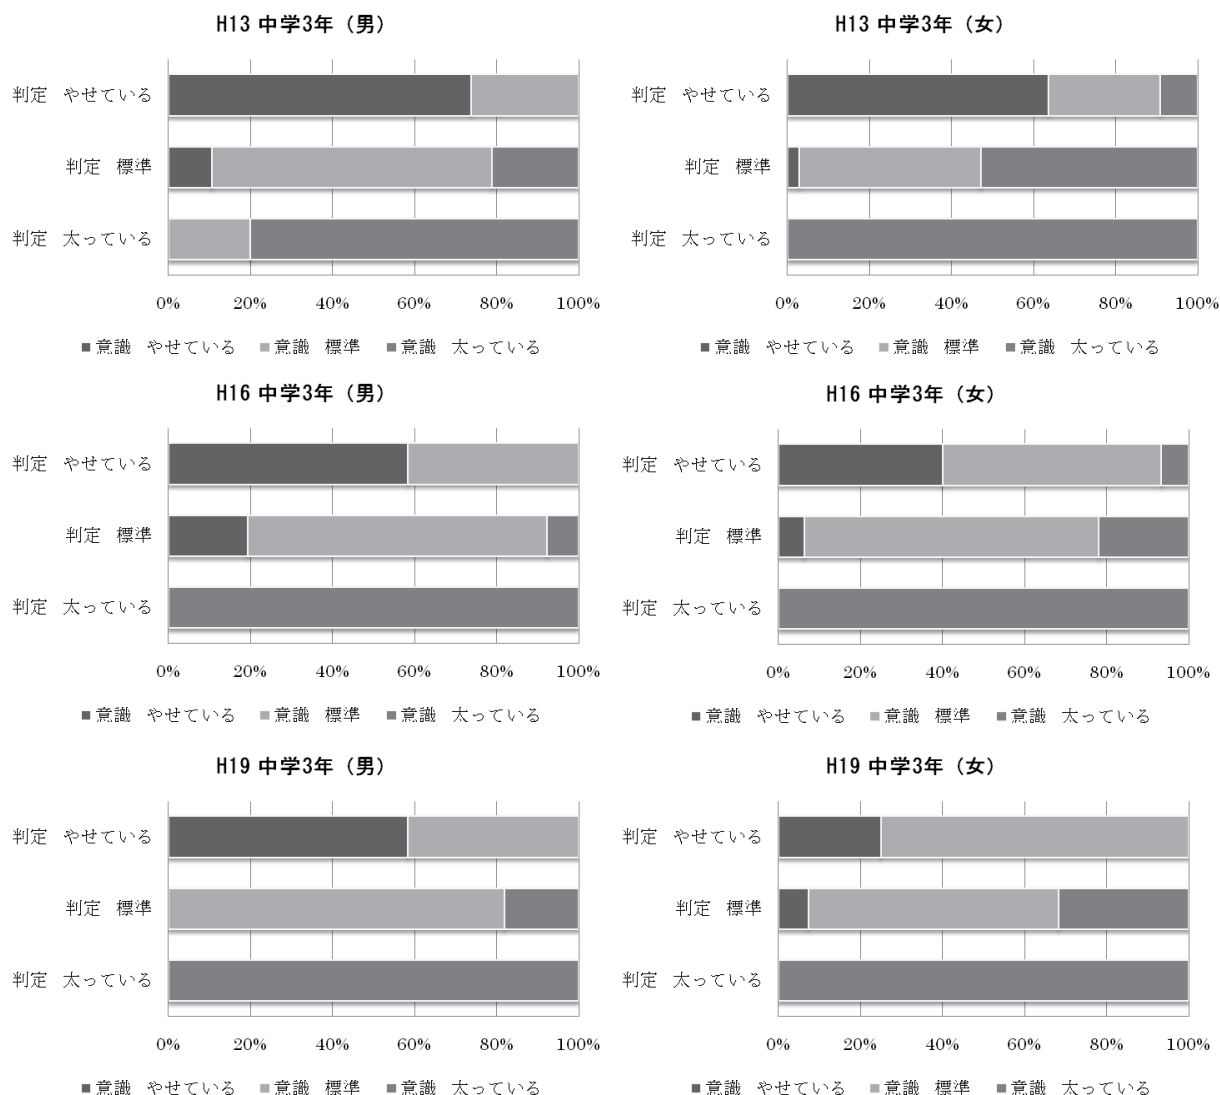 H13 中学3年（男）
判定　やせている
判定　標準
判定　太っている
0% 20% 40% 60% 80% 100%
■意識　やせている ■意識　標準 ■意識　太っている
H13 中学3年（女）
判定　やせている
判定　標準
判定　太っている
0% 20% 40% 60% 80% 100%
■意識　やせている ■意識　標準 ■意識　太っている
H16 中学3年（男）
判定　やせている
判定　標準
判定　太っている
0% 20% 40% 60% 80% 100%
■意識　やせている ■意識　標準 ■意識　太っている
H16 中学3年（女）
判定　やせている
判定　標準
判定　太っている
0% 20% 40% 60% 80% 100%
■意識　やせている ■意識　標準 ■意識　太っている
H19 中学3年（男）
判定　やせている
判定　標準
判定　太っている
0% 20% 40% 60% 80% 100%
■意識　やせている ■意識　標準 ■意識　太っている
H19 中学3年（女）
判定　やせている
判定　標準
判定　太っている
0% 20% 40% 60% 80% 100%
■意識　やせている ■意識　標準 ■意識　太っている